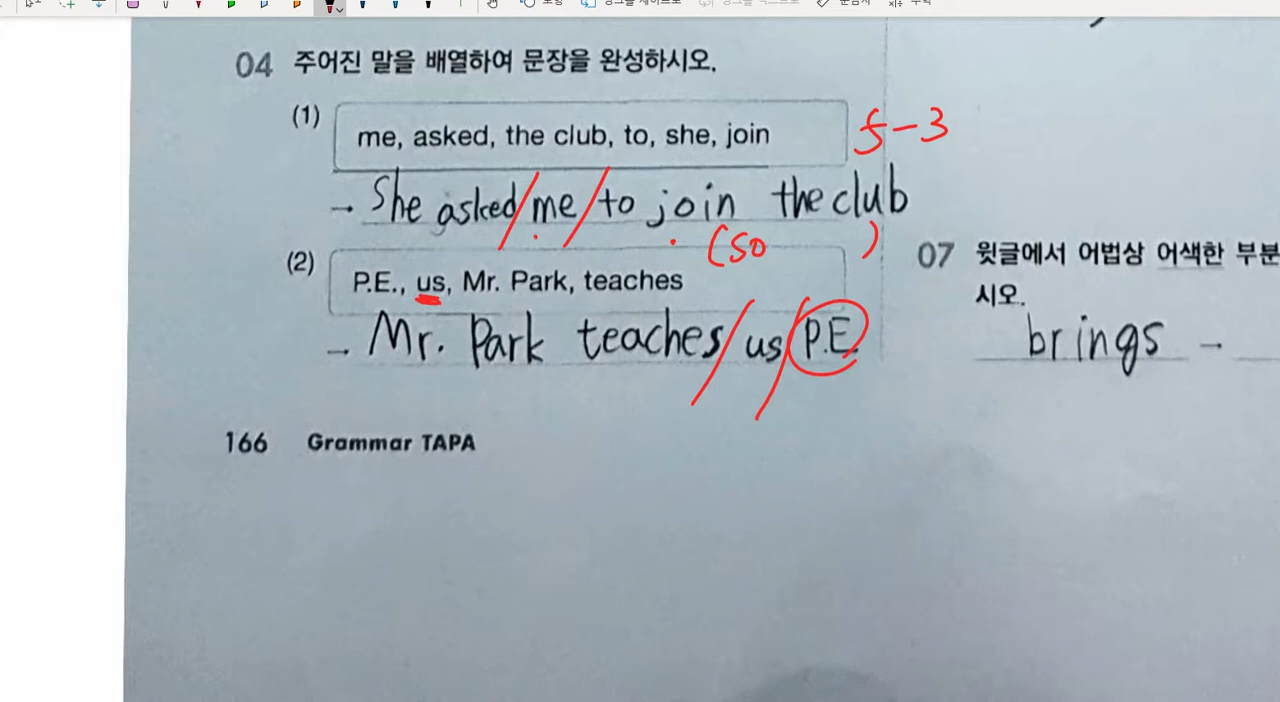 04 주어진 말을 배열하여 문장을 완성하시오.
(1)
me, asked, the club, to, she, join
5-3
→ She asked / me / to join the club
(so )
(2)
P.E., us, Mr. Park, teaches
→ Mr. Park teaches / us / P.E.
07 윗글에서 어법상 어색한 부분
시오.
brings →
166 Grammar TAPA